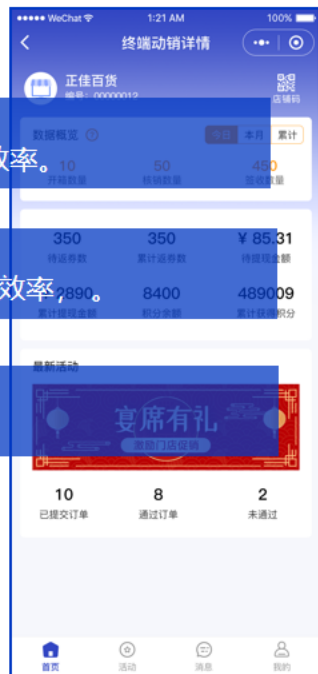 WeChat 1:21 AM 100%
终端动销详情
正佳百货
编号：00000012
店铺码
数据概览 今日 本月 累计
效率。
10 50 450
开箱数量 核销数量 签收数量
350 350 ¥ 85.31
待返券数 累计返券数 待提现金额
效率， 。
2890 8400 489009
累计提现金额 积分余额 累计获得积分
最新活动
宴席有礼
激励门店促销
10 8 2
已提交订单 通过订单 未通过
首页 活动 消息 我的